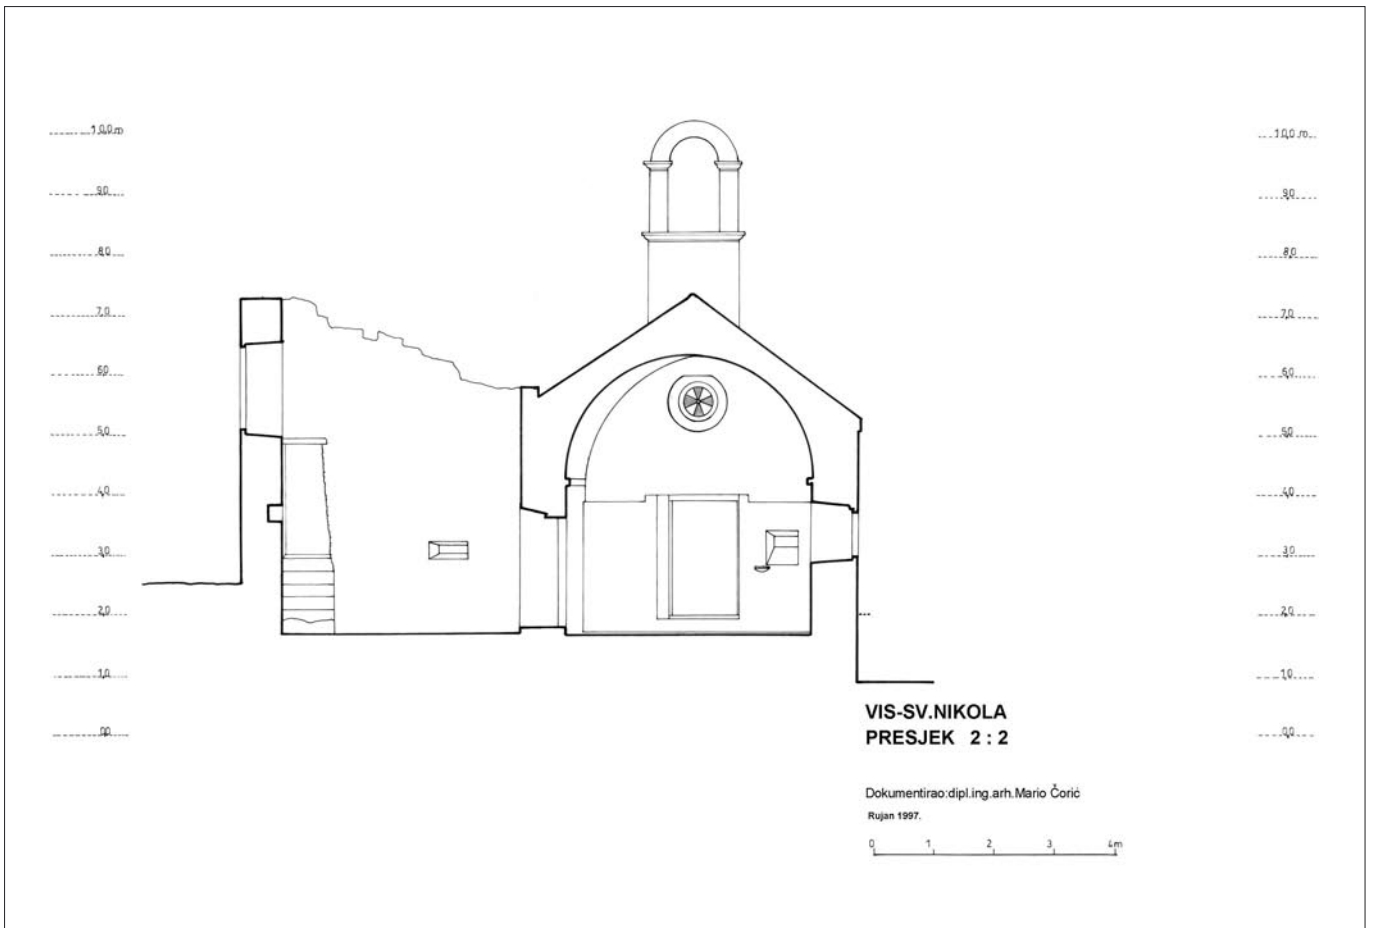 10,0 m
10,0 m
9,0
9,0
8,0
8,0
7,0
7,0
6,0
6,0
5,0
5,0
4,0
4,0
3,0
3,0
2,0
2,0
1,0
1,0
0,0
0,0
VIS-SV.NIKOLA
PRESJEK 2 : 2
Dokumentirao:dipl.ing.arh.Mario Čorić
Rujan 1997.
0 1 2 3 4m